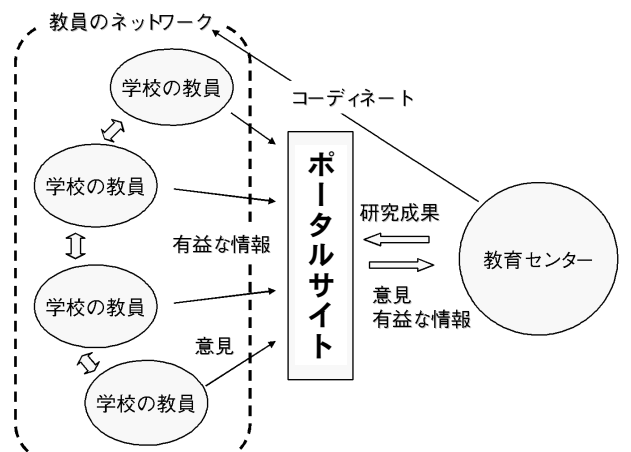 教員のネットワーク
学校の教員
コーディネート
学校の教員
ポータルサイト
研究成果
有益な情報
教育センター
学校の教員
意見
有益な情報
意見
学校の教員